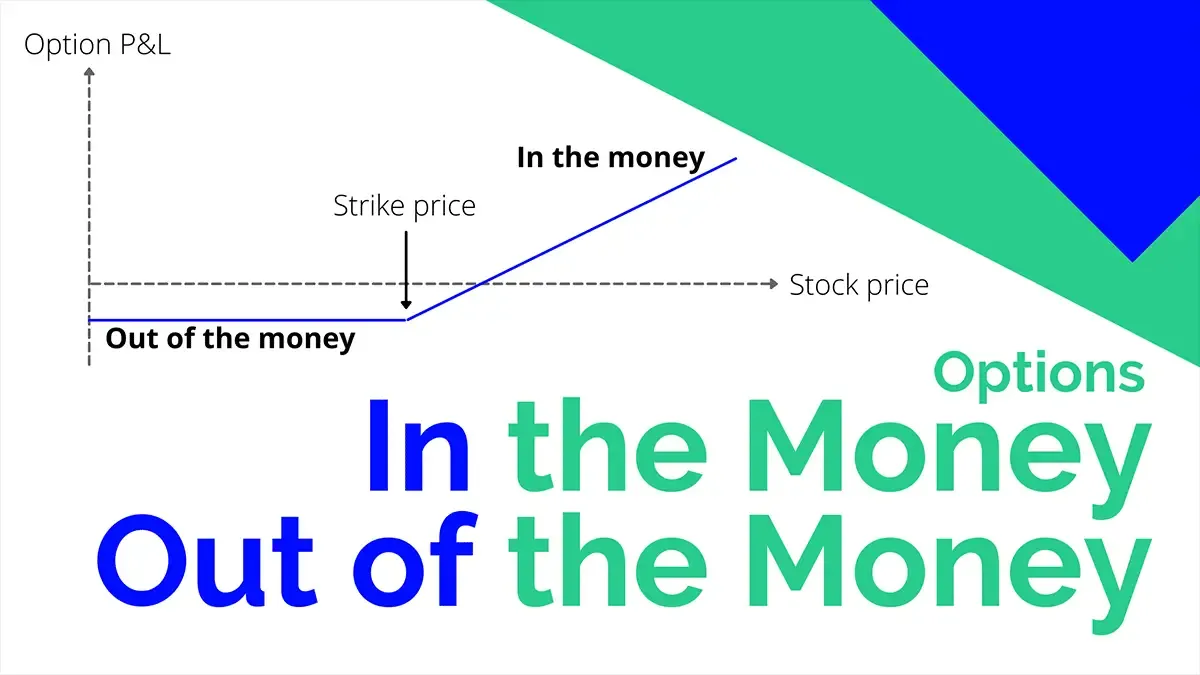 Option P&L
In the money
Strike price
Stock price
Out of the money
Options
In the Money
Out of the Money